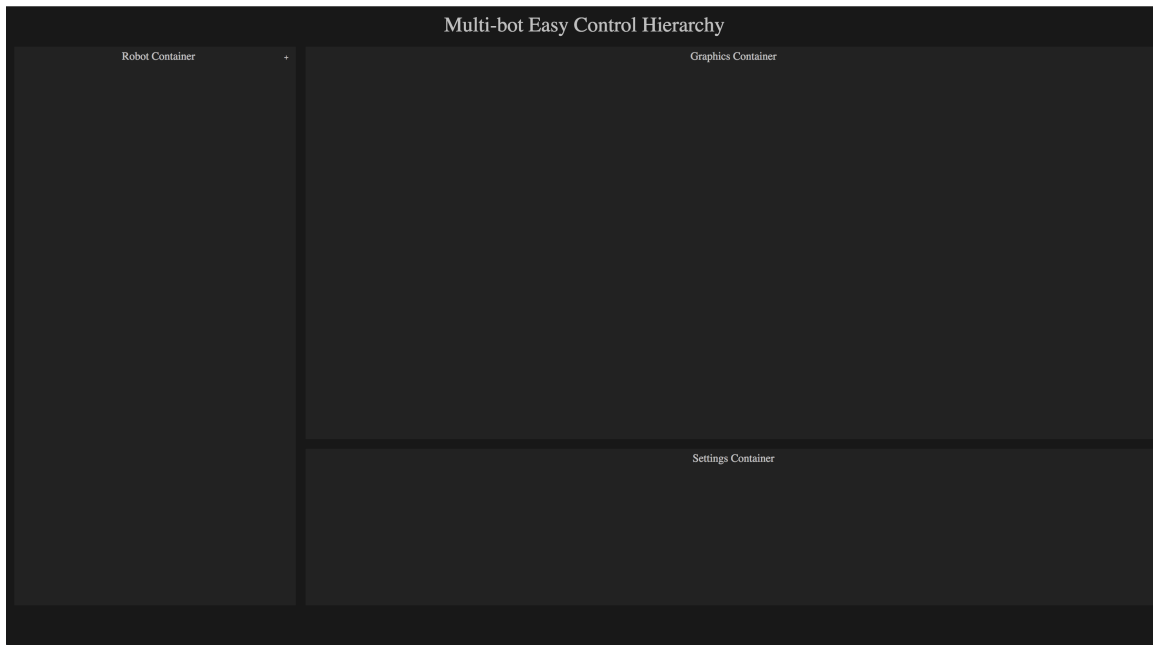 Multi-bot Easy Control Hierarchy
Robot Container +
Graphics Container
Settings Container